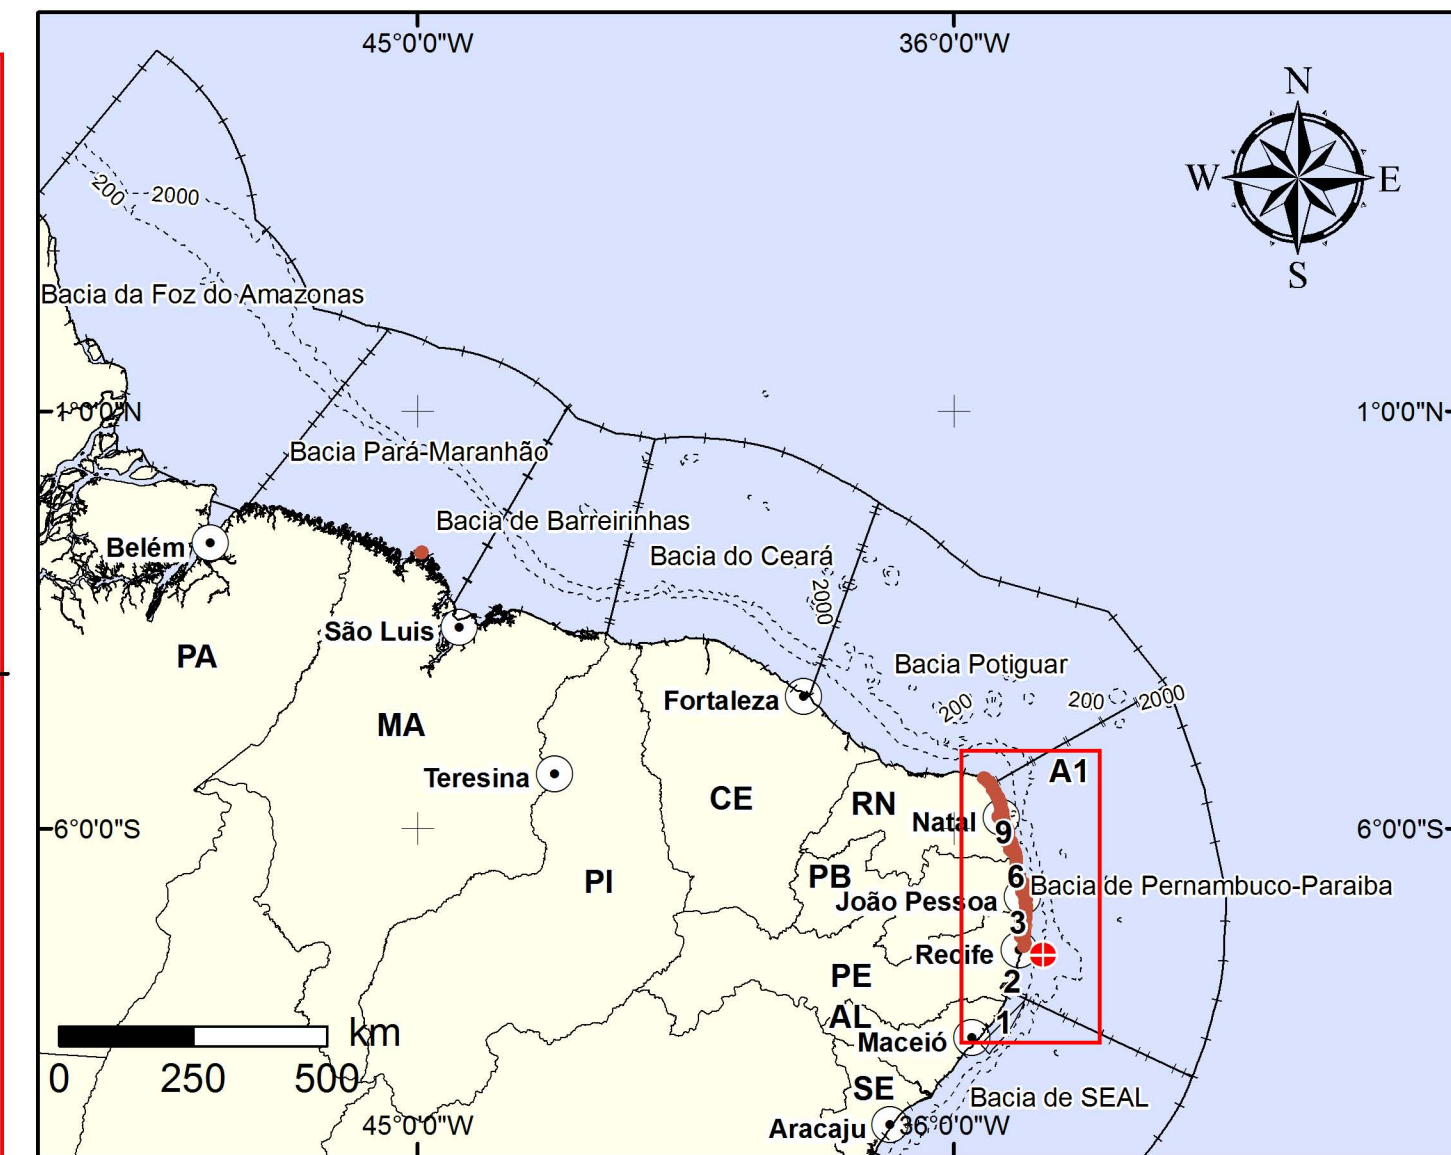 45°0'0"W
36°0'0"W
N
W
E
S
200
2000
Bacia da Foz do Amazonas
1°0'0"N
1°0'0"N
Bacia Pará-Maranhão
Bacia de Barreirinhas
Belém
Bacia do Ceará
2000
São Luis
PA
Bacia Potiguar
Fortaleza
200
200
2000
MA
Teresina
A1
CE
RN
Natal
6°0'0"S
9
6°0'0"S
PI
PB
6
Bacia de Pernambuco-Paraiba
João Pessoa
3
Recife
PE
2
AL
1
km
Maceió
0
250
500
SE
Bacia de SEAL
45°0'0"W
Aracaju
36°0'0"W